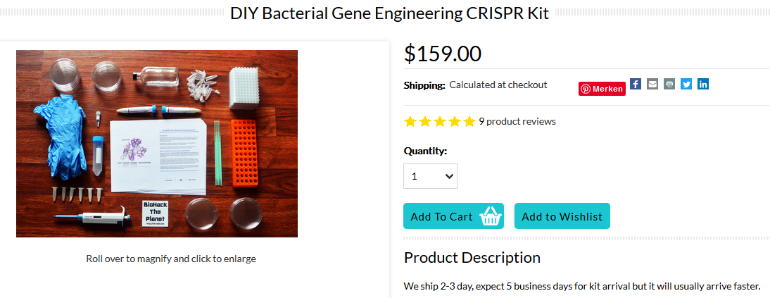 DIY Bacterial Gene Engineering CRISPR Kit
$159.00
Shipping: Calculated at checkout
Merken
9 product reviews
Quantity:
1
Add To Cart
Add to Wishlist
BioHack
The
Planet
Roll over to magnify and click to enlarge
Product Description
We ship 2-3 day, expect 5 business days for kit arrival but it will usually arrive faster.